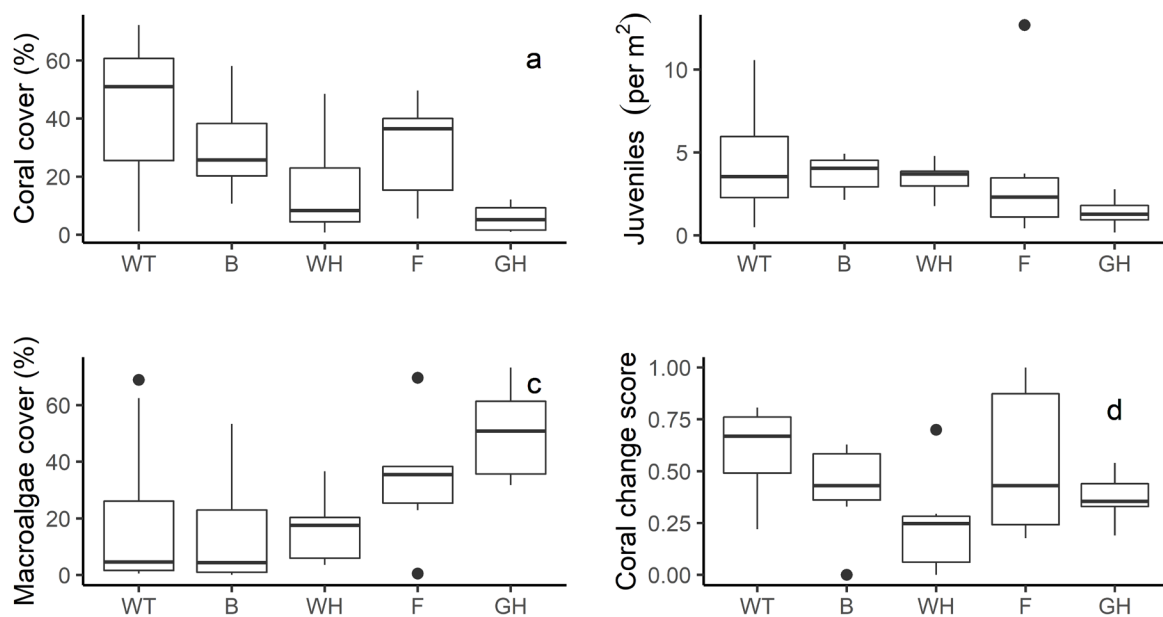 Coral cover (%)
60
40
20
0
a
WT B WH F GH
Juveniles (per m²)
10
5
0
WT B WH F GH
Macroalgae cover (%)
60
40
20
0
c
WT B WH F GH
Coral change score
1.00
0.75
0.50
0.25
0.00
d
WT B WH F GH